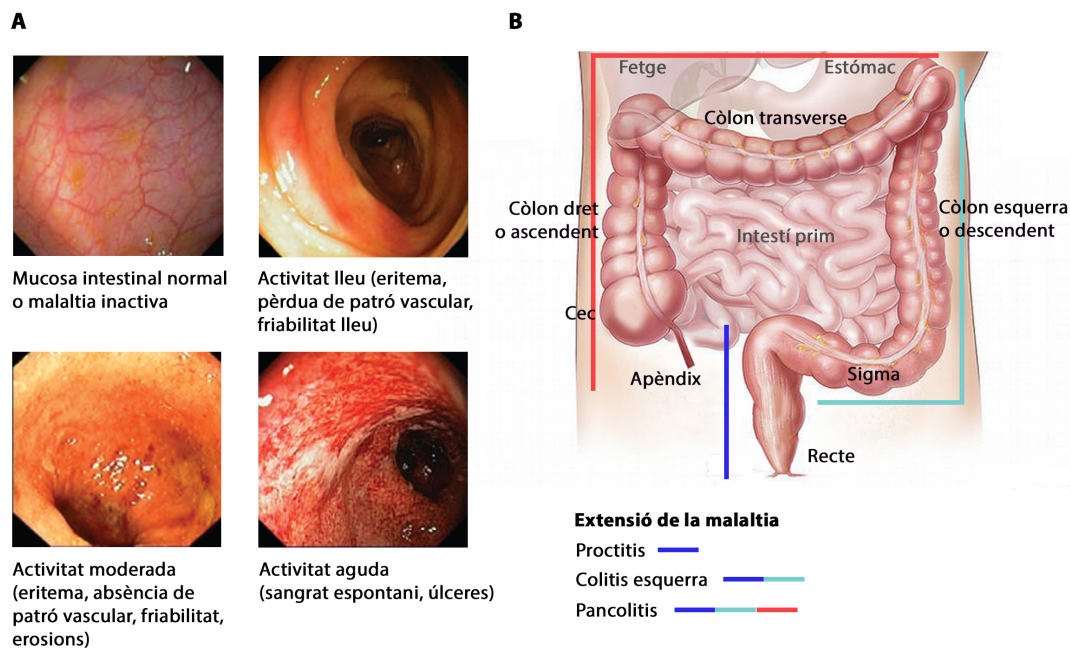 A
Mucosa intestinal normal
o malaltia inactiva
Activitat lleu (eritema,
pèrdua de patró vascular,
friabilitat lleu)
Activitat moderada
(eritema, absència de
patró vascular, friabilitat,
erosions)
Activitat aguda
(sangrat espontani, úlceres)
B
Fetge
Estómac
Còlon transverse
Còlon dret
o ascendent
Intestí prim
Còlon esquerra
o descendent
Cec
Apèndix
Sigma
Recte
Extensió de la malaltia
Proctitis
Colitis esquerra
Pancolitis